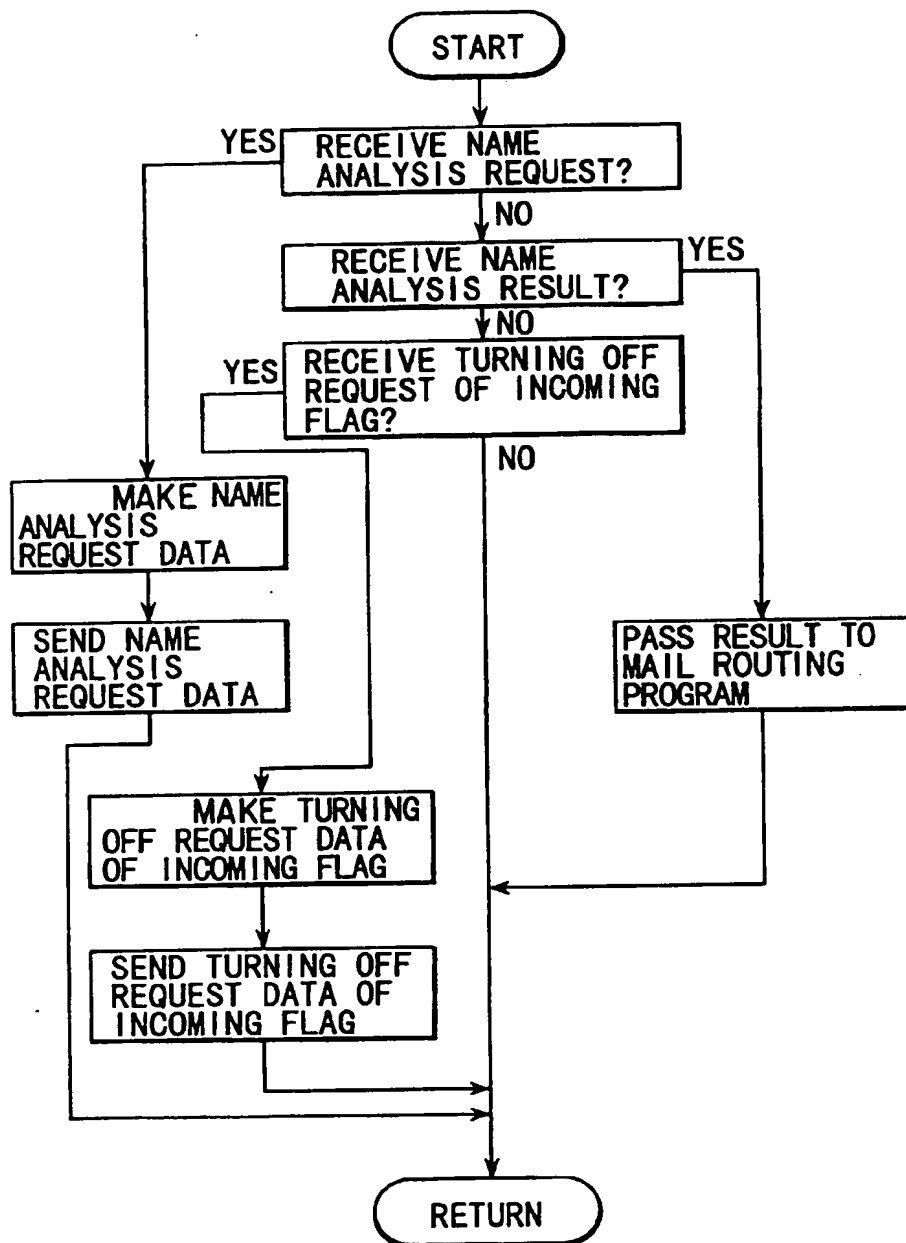 START
YES
RECEIVE NAME
ANALYSIS REQUEST?
NO
RECEIVE NAME
ANALYSIS RESULT?
YES
NO
YES
RECEIVE TURNING OFF
REQUEST OF INCOMING
FLAG?
NO
MAKE NAME
ANALYSIS
REQUEST DATA
SEND NAME
ANALYSIS
REQUEST DATA
PASS RESULT TO
MAIL ROUTING
PROGRAM
MAKE TURNING
OFF REQUEST DATA
OF INCOMING FLAG
SEND TURNING OFF
REQUEST DATA OF
INCOMING FLAG
RETURN